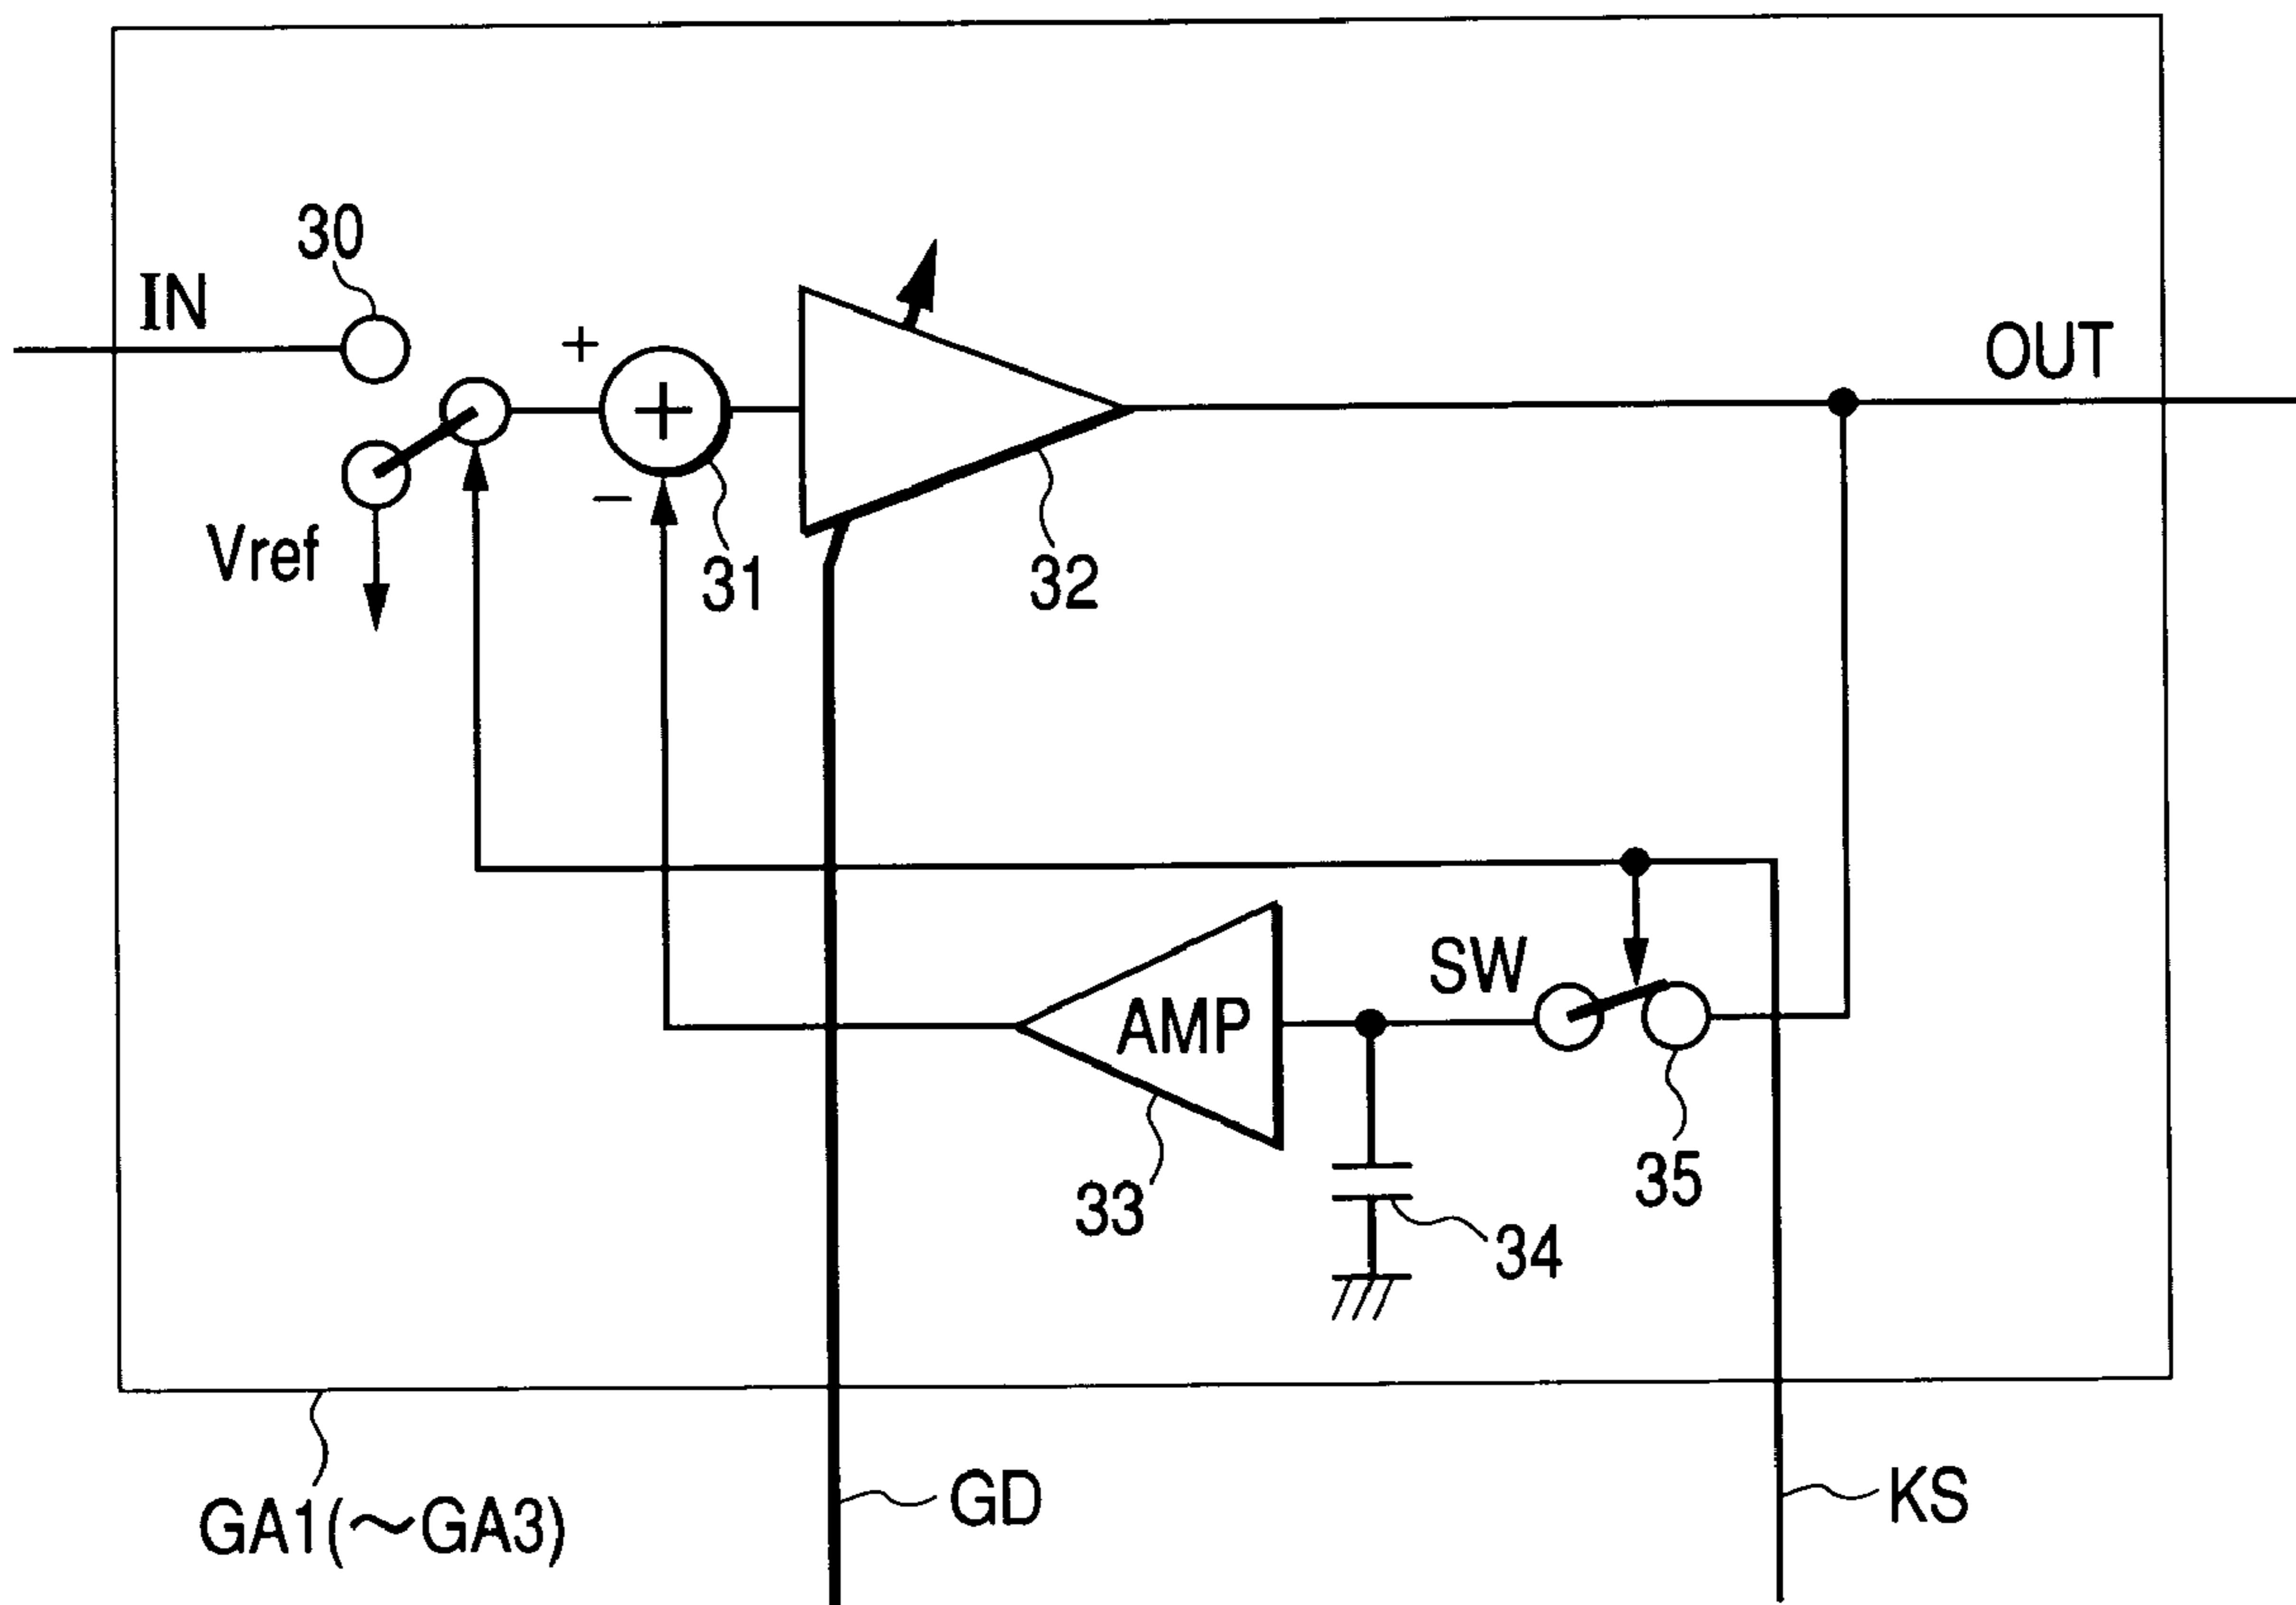 30
IN
+
+
OUT
−
Vref
31
32
SW
AMP
33
35
34
GA1(～GA3)
GD
KS